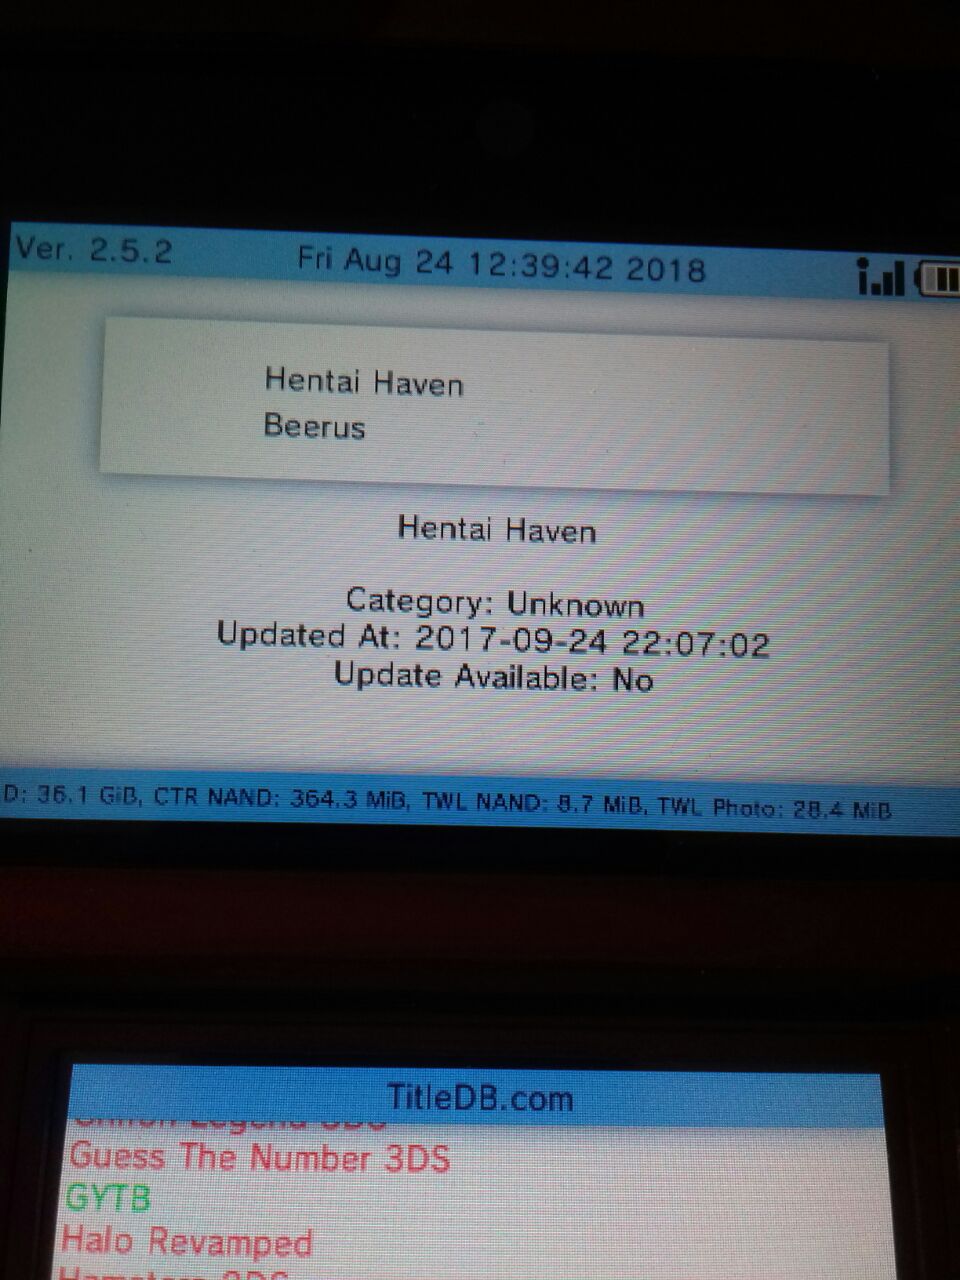 Ver. 2.5.2 Fri Aug 24 12:39:42 2018
Hentai Haven
Beerus
Hentai Haven
Category: Unknown
Updated At: 2017-09-24 22:07:02
Update Available: No
D: 36.1 GiB, CTR NAND: 364.3 MiB, TWL NAND: 8.7 MiB, TWL Photo: 28.4 MiB
TitleDB.com
Guess The Number 3DS
GYTB
Halo Revamped